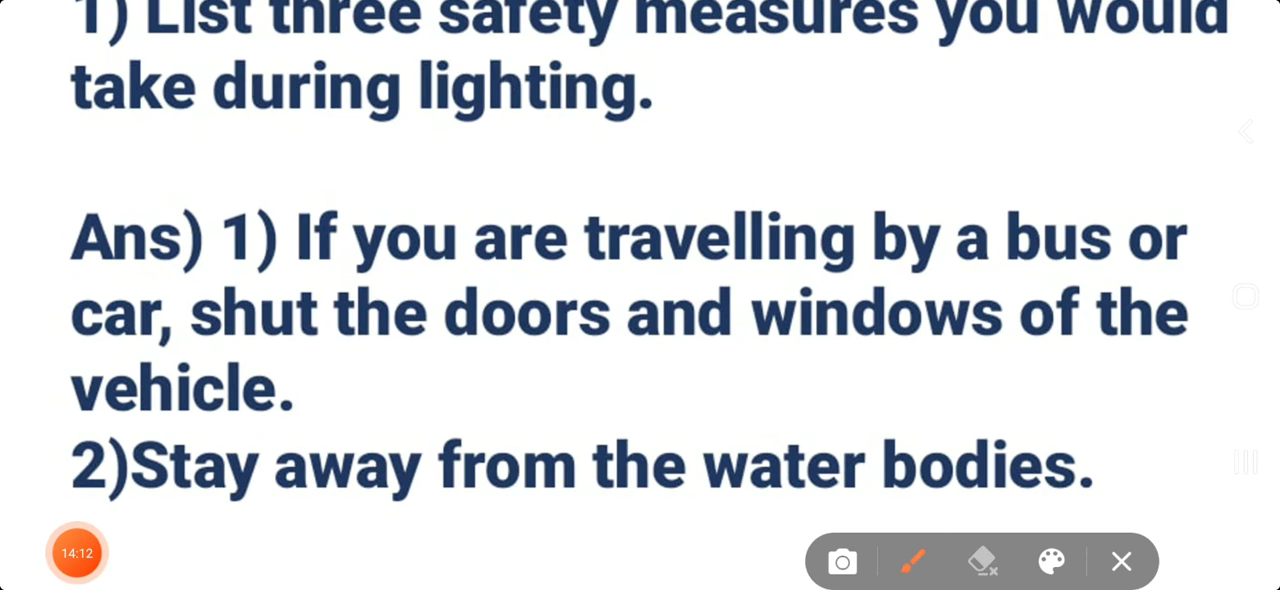 1) List three safety measures you would
take during lighting.
Ans) 1) If you are travelling by a bus or
car, shut the doors and windows of the
vehicle.
2)Stay away from the water bodies.
14:12